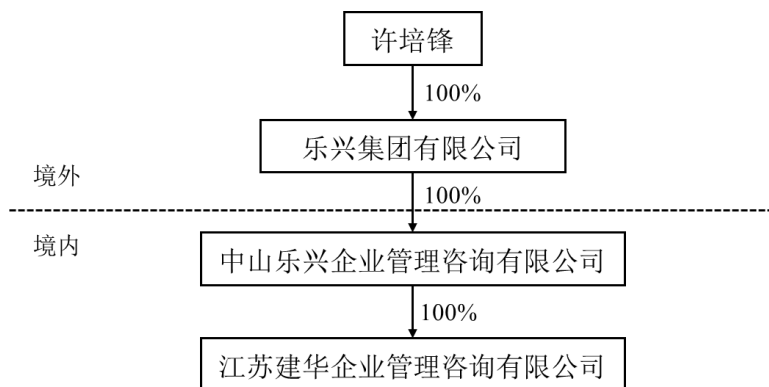 许培锋
100%
乐兴集团有限公司
境外
100%
境内
中山乐兴企业管理咨询有限公司
100%
江苏建华企业管理咨询有限公司